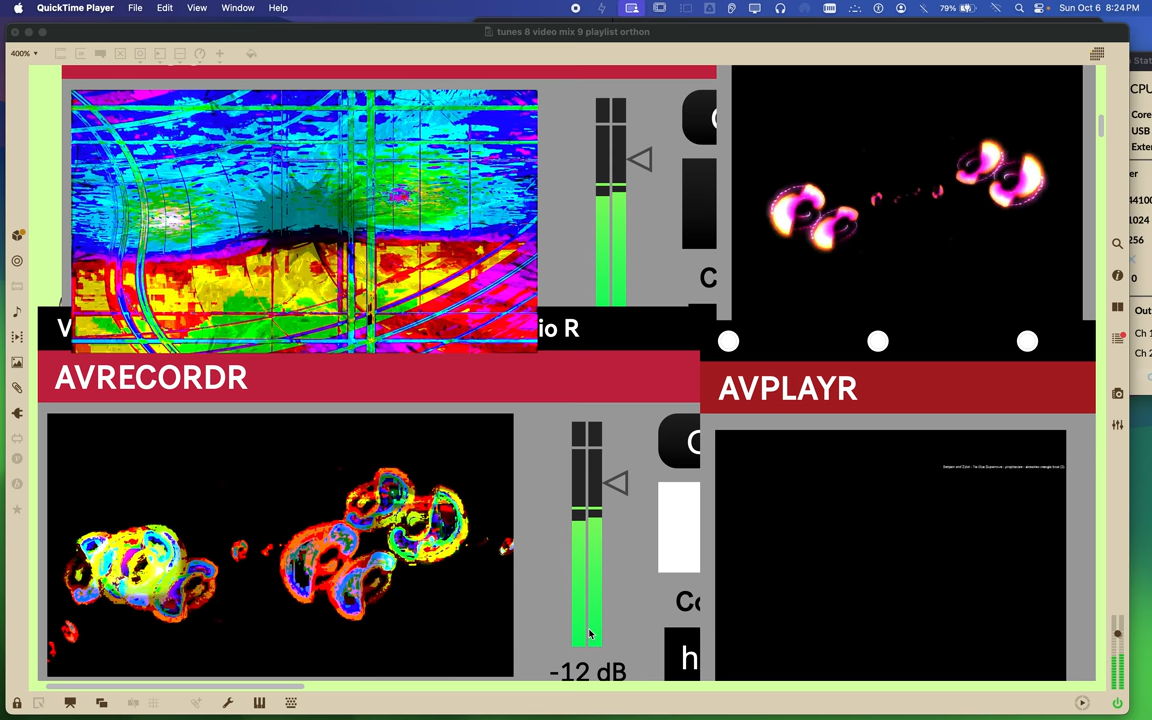 QuickTime Player File Edit View Window Help
79%
Sun Oct 6 8:24 PM
tunes 8 video mix 9 playlist orthon
400%
Stat
CPU
Core
USB
Exter
er
44100
1024
256
0
Out
Ch 1
Ch 2
C
V
io R
AVRECORDR
AVPLAYR
C
-12 dB
Co
h